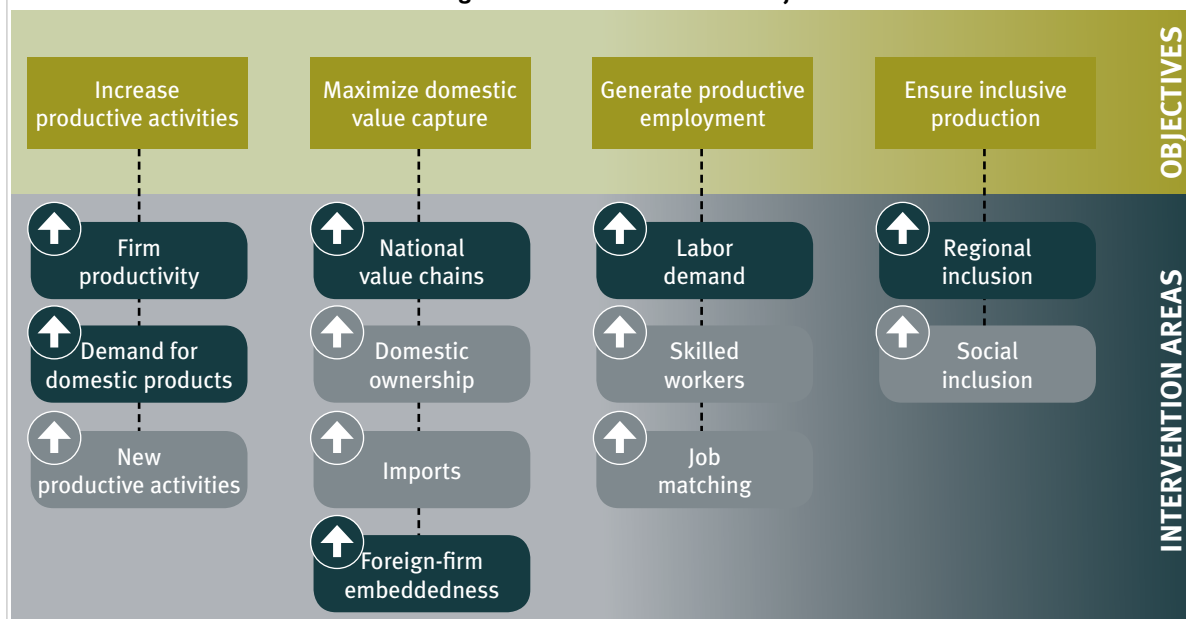 Increase
productive activities
Maximize domestic
value capture
Generate productive
employment
Ensure inclusive
production
OBJECTIVES
Firm
productivity
National
value chains
Labor
demand
Regional
inclusion
Demand for
domestic products
Domestic
ownership
Skilled
workers
Social
inclusion
New
productive activities
Imports
Job
matching
Foreign-firm
embeddedness
INTERVENTION AREAS